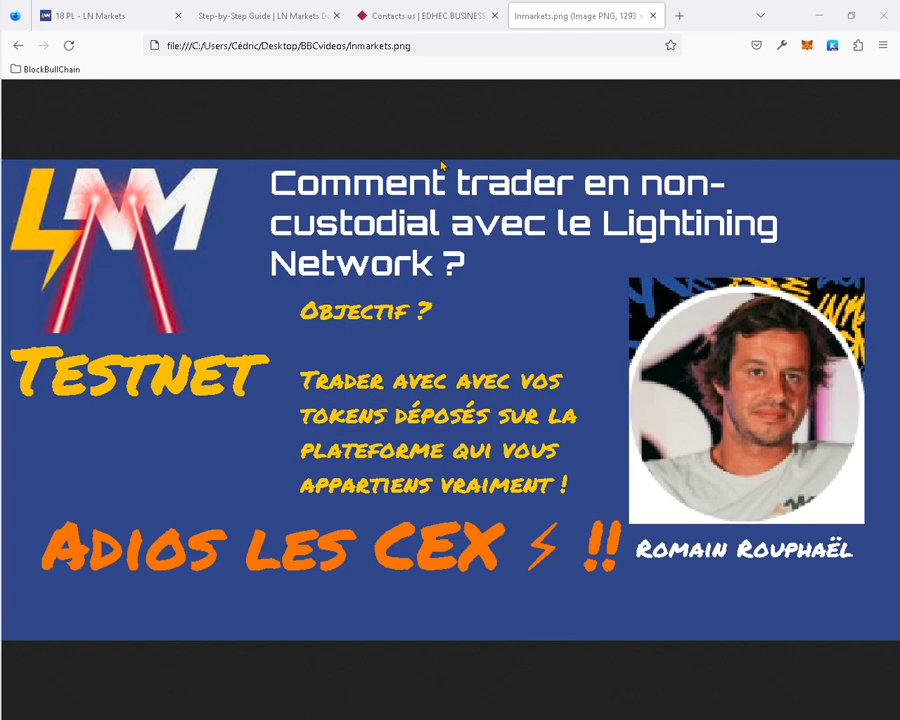 18 PL - LN Markets
Step-by-Step Guide | LN Markets Do
Contacts us | EDHEC BUSINESS
lnmarkets.png (Image PNG, 1293 ×
file:///C:/Users/Cédric/Desktop/BBCvideos/lnmarkets.png
BlockBullChain
LNM
Comment trader en non-
custodial avec le Lightining
Network ?
Objectif ?
Testnet
Trader avec avec vos
tokens déposés sur la
plateforme qui vous
appartiens vraiment !
Adios les CEX ⚡ !!
Romain Rouphaël